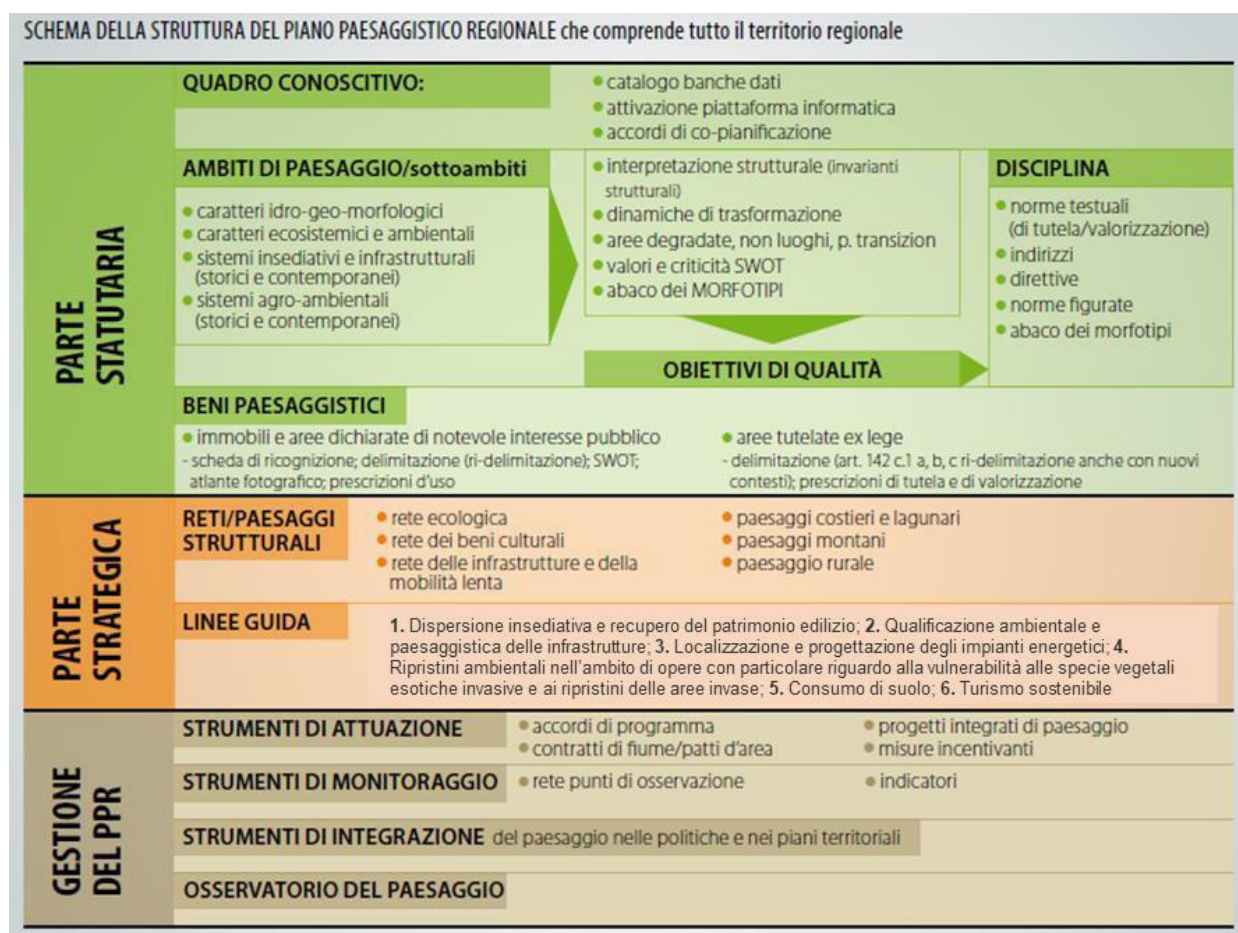 SCHEMA DELLA STRUTTURA DEL PIANO PAESAGGISTICO REGIONALE che comprende tutto il territorio regionale
PARTE
STATUTARIA
QUADRO CONOSCITIVO:
• catalogo banche dati
• attivazione piattaforma informatica
• accordi di co-pianificazione
AMBITI DI PAESAGGIO/sottoambiti
• caratteri idro-geo-morfologici
• caratteri ecosistemici e ambientali
• sistemi insediativi e infrastrutturali
(storici e contemporanei)
• sistemi agro-ambientali
(storici e contemporanei)
• interpretazione strutturale (invarianti
strutturali)
• dinamiche di trasformazione
• aree degradate, non luoghi, p. transizion
• valori e criticità SWOT
• abaco dei MORFOTIPI
OBIETTIVI DI QUALITÀ
DISCIPLINA
• norme testuali
(di tutela/valorizzazione)
• indirizzi
• direttive
• norme figurate
• abaco dei morfotipi
BENI PAESAGGISTICI
• immobili e aree dichiarate di notevole interesse pubblico
- scheda di ricognizione; delimitazione (ri-delimitazione); SWOT;
atlante fotografico; prescrizioni d'uso
• aree tutelate ex lege
- delimitazione (art. 142 c.1 a, b, c ri-delimitazione anche con nuovi
contesti); prescrizioni di tutela e di valorizzazione
PARTE
STRATEGICA
RETI/PAESAGGI
STRUTTURALI
• rete ecologica
• rete dei beni culturali
• rete delle infrastrutture e della
mobilità lenta
• paesaggi costieri e lagunari
• paesaggi montani
• paesaggio rurale
LINEE GUIDA
1. Dispersione insediativa e recupero del patrimonio edilizio; 2. Qualificazione ambientale e
paesaggistica delle infrastrutture; 3. Localizzazione e progettazione degli impianti energetici; 4.
Ripristini ambientali nell'ambito di opere con particolare riguardo alla vulnerabilità alle specie vegetali
esotiche invasive e ai ripristini delle aree invase; 5. Consumo di suolo; 6. Turismo sostenibile
GESTIONE
DEL PPR
STRUMENTI DI ATTUAZIONE
• accordi di programma
• contratti di fiume/patti d'area
• progetti integrati di paesaggio
• misure incentivanti
STRUMENTI DI MONITORAGGIO
• rete punti di osservazione
• indicatori
STRUMENTI DI INTEGRAZIONE del paesaggio nelle politiche e nei piani territoriali
OSSERVATORIO DEL PAESAGGIO